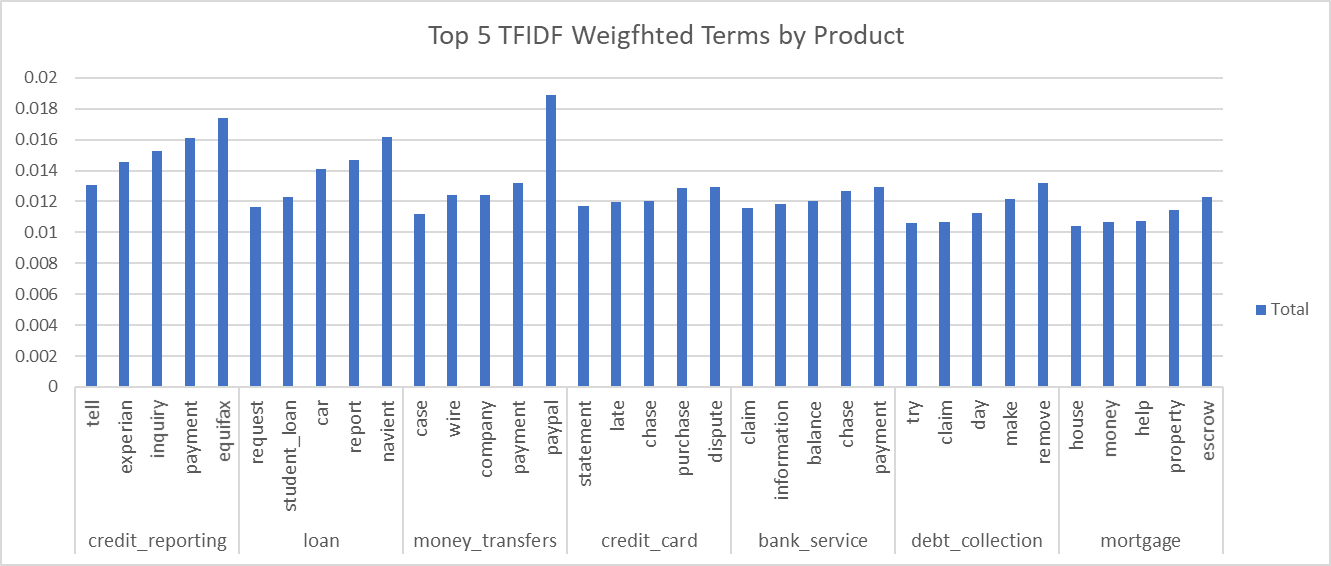 Top 5 TFIDF Weigfhted Terms by Product
0.02
0.018
0.016
0.014
0.012
0.01
0.008
0.006
0.004
0.002
0
Total
tell
experian
inquiry
payment
equifax
request
student_loan
car
report
navient
case
wire
company
payment
paypal
statement
late
chase
purchase
dispute
claim
information
balance
chase
payment
try
claim
day
make
remove
house
money
help
property
escrow
credit_reporting
loan
money_transfers
credit_card
bank_service
debt_collection
mortgage